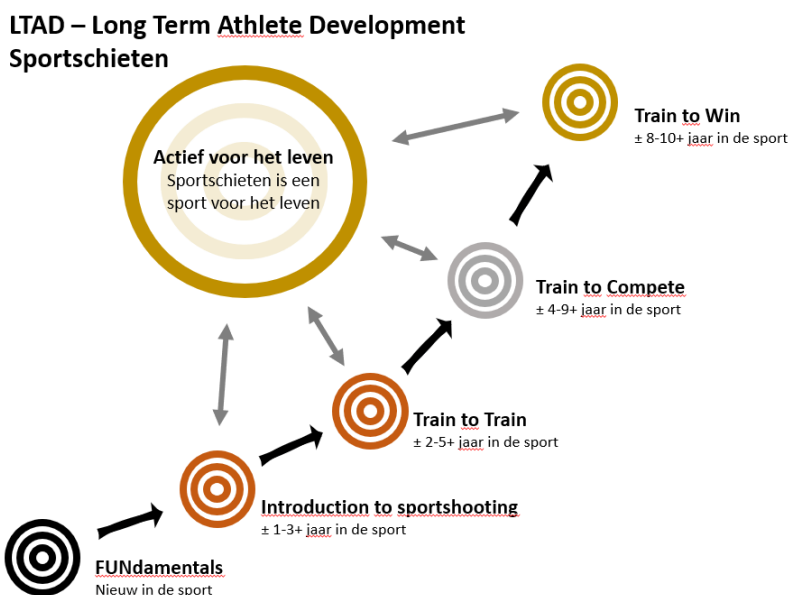 LTAD – Long Term Athlete Development
Sportschieten
Actief voor het leven
Sportschieten is een
sport voor het leven
Train to Win
± 8-10+ jaar in de sport
Train to Compete
± 4-9+ jaar in de sport
Train to Train
± 2-5+ jaar in de sport
Introduction to sportshooting
± 1-3+ jaar in de sport
FUNdamentals
Nieuw in de sport